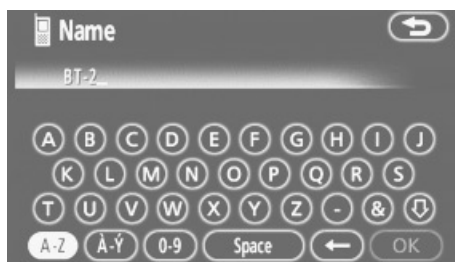 Name
BT-2_
A B C D E F G H I J
K L M N O P Q R S
T U V W X Y Z - &
A-Z À-Ý 0-9 Space OK